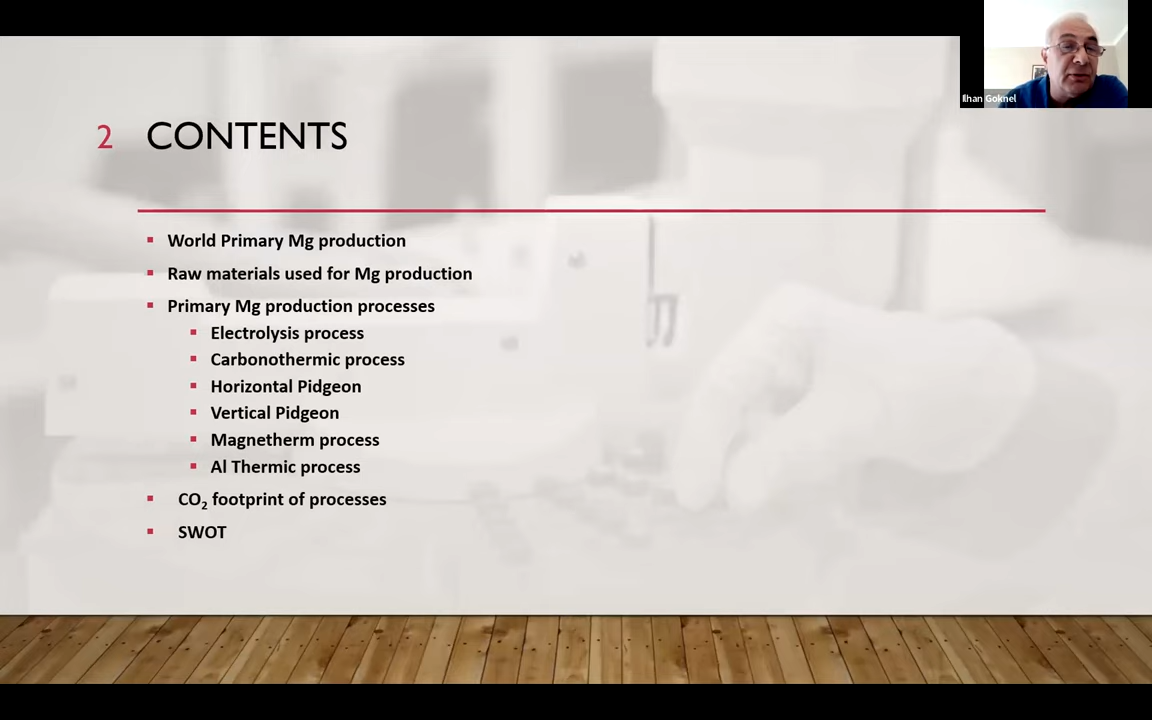 Ilhan Goknel
2 CONTENTS
World Primary Mg production
Raw materials used for Mg production
Primary Mg production processes
Electrolysis process
Carbonothermic process
Horizontal Pidgeon
Vertical Pidgeon
Magnetherm process
Al Thermic process
CO₂ footprint of processes
SWOT